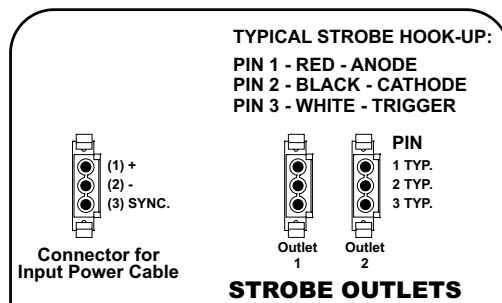 TYPICAL STROBE HOOK-UP:
PIN 1 - RED - ANODE
PIN 2 - BLACK - CATHODE
PIN 3 - WHITE - TRIGGER
(1) +
(2) -
(3) SYNC.
Connector for
Input Power Cable
PIN
1 TYP.
2 TYP.
3 TYP.
Outlet
1
Outlet
2
STROBE OUTLETS